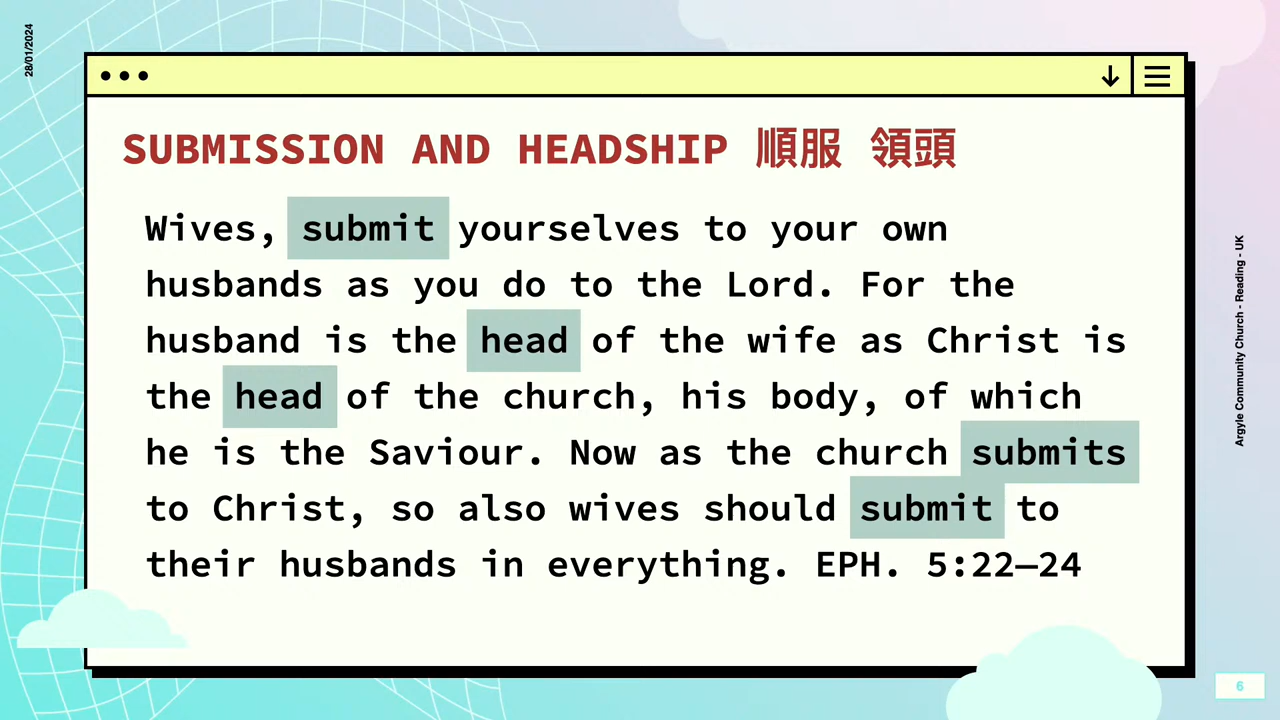 28/01/2024
SUBMISSION AND HEADSHIP 順服 領頭
Wives, submit yourselves to your own
husbands as you do to the Lord. For the
husband is the head of the wife as Christ is
the head of the church, his body, of which
he is the Saviour. Now as the church submits
to Christ, so also wives should submit to
their husbands in everything. EPH. 5:22–24
Argyle Community Church - Reading - UK
6